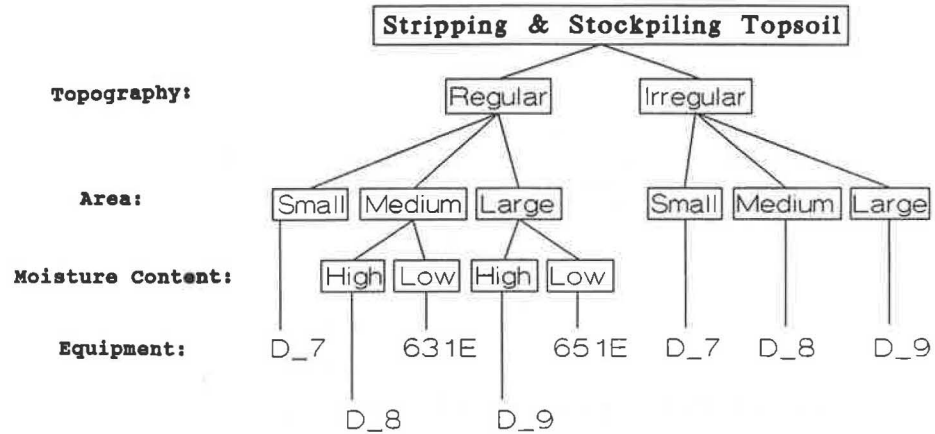 Stripping & Stockpiling Topsoil
Topography: Regular Irregular
Area: Small Medium Large Small Medium Large
Moisture Content: High Low High Low
Equipment: D_7 631E 651E D_7 D_8 D_9
D_8 D_9